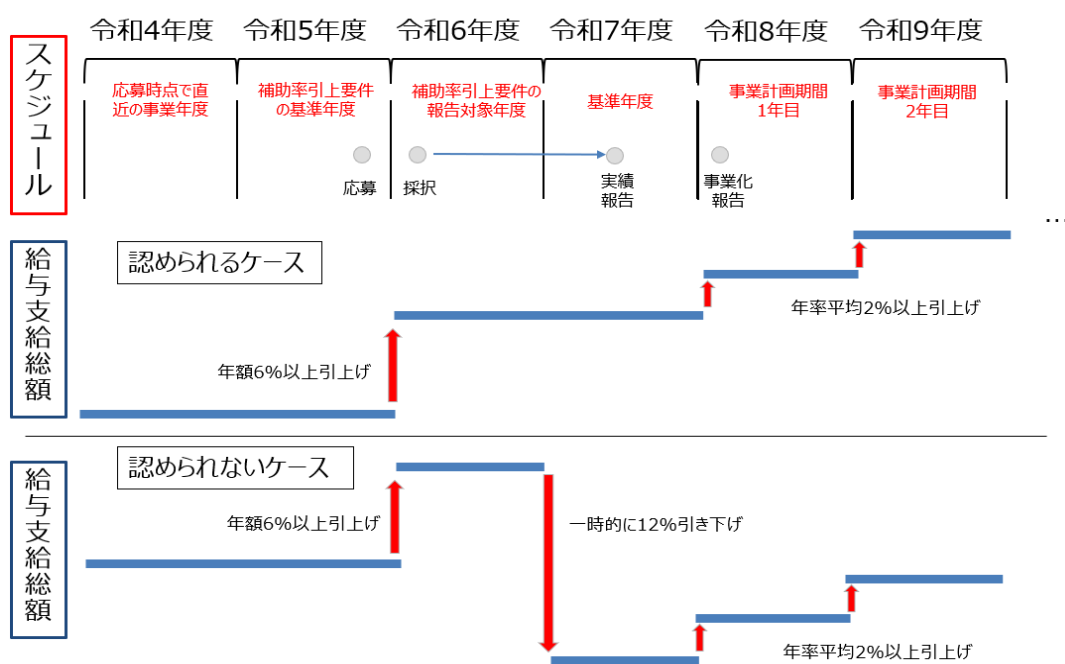 令和4年度 令和5年度 令和6年度 令和7年度 令和8年度 令和9年度
スケジュール
応募時点で直
近の事業年度
補助率引上要件
の基準年度
補助率引上要件の
報告対象年度
基準年度
事業計画期間
1年目
事業計画期間
2年目
応募
採択
実績
報告
事業化
報告
…
給与支給総額
認められるケース
年額6%以上引上げ
年率平均2%以上引上げ
給与支給総額
認められないケース
年額6%以上引上げ
一時的に12%引き下げ
年率平均2%以上引上げ